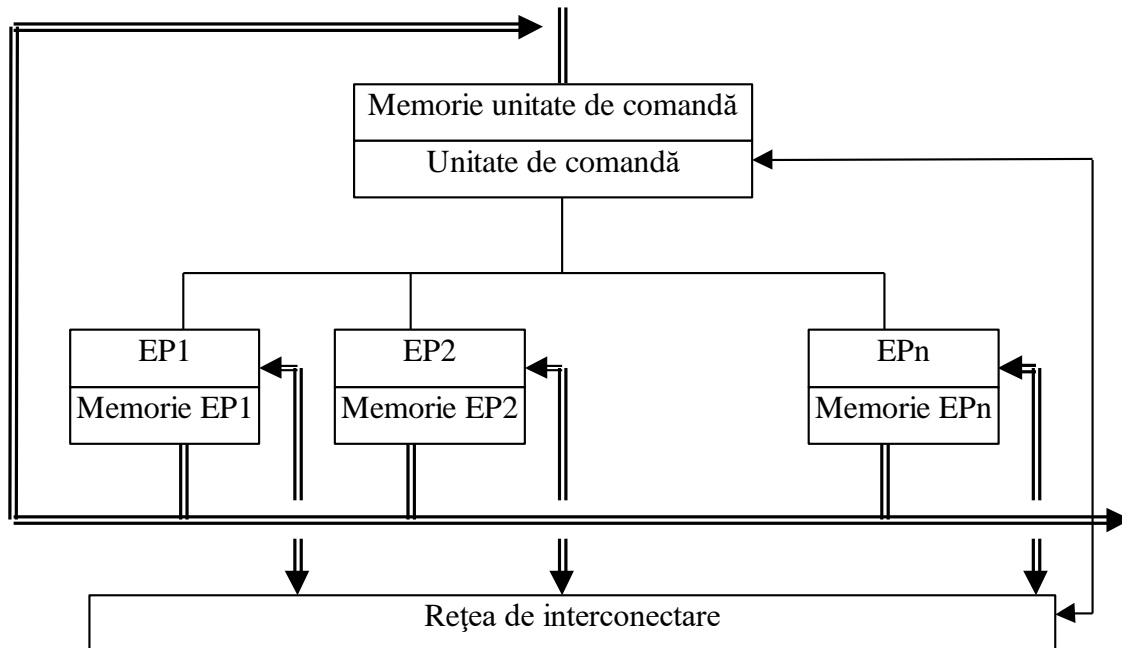 Memorie unitate de comandă
Unitate de comandă
EP1
EP2
EPn
Memorie EP1
Memorie EP2
Memorie EPn
Reţea de interconectare